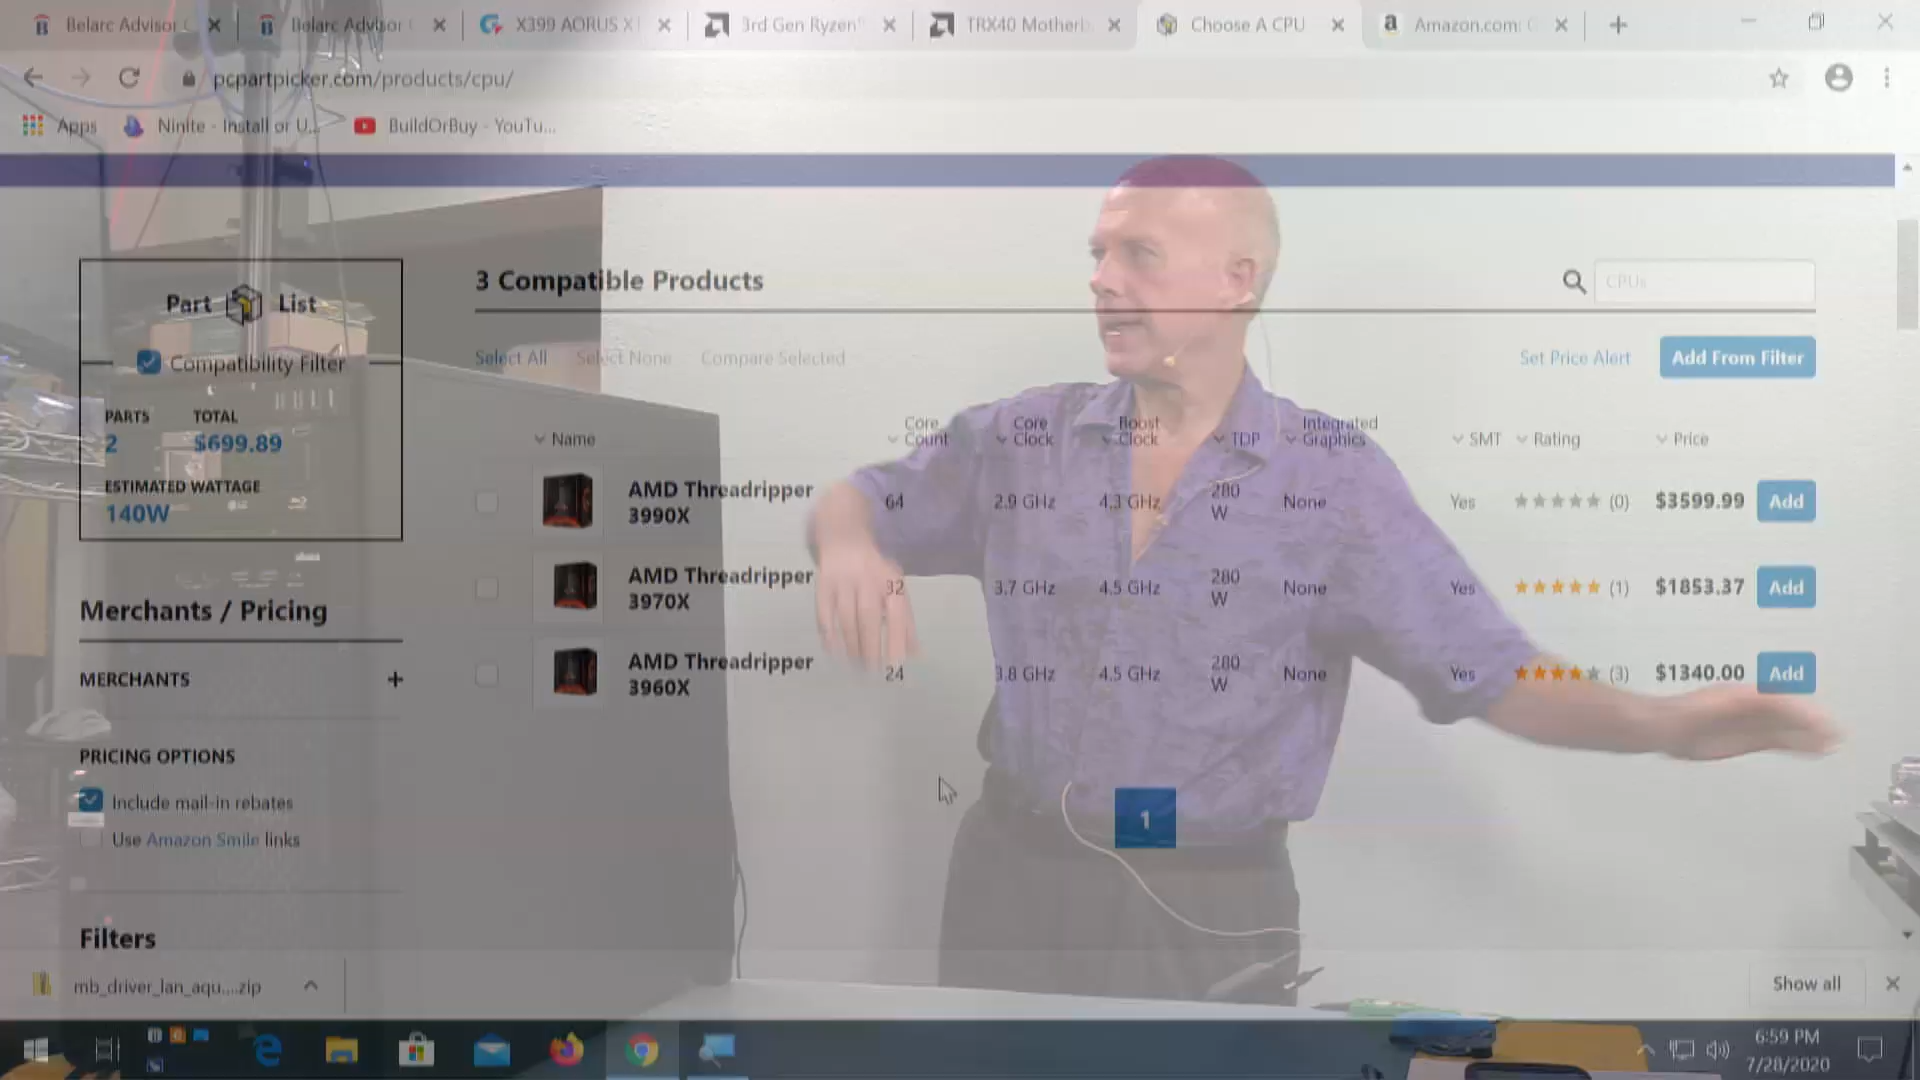 Belarc Advisor
Belarc Advisor
X399 AORUS X
3rd Gen Ryzen
TRX40 Motherb
Choose A CPU
Amazon.com:
pcpartpicker.com/products/cpu/
Apps
Ninite - Install or U...
BuildOrBuy - YouTu...
Part List
Compatibility Filter
PARTS TOTAL
2 $699.89
ESTIMATED WATTAGE
140W
Merchants / Pricing
MERCHANTS +
PRICING OPTIONS
Include mail-in rebates
Use Amazon Smile links
Filters
3 Compatible Products
CPUs
Select All Select None Compare Selected
Set Price Alert Add From Filter
Name Core Count Core Clock Boost Clock TDP Integrated Graphics SMT Rating Price
AMD Threadripper 3990X 64 2.9 GHz 4.3 GHz 280 W None Yes (0) $3599.99 Add
AMD Threadripper 3970X 32 3.7 GHz 4.5 GHz 280 W None Yes (1) $1853.37 Add
AMD Threadripper 3960X 24 3.8 GHz 4.5 GHz 280 W None Yes (3) $1340.00 Add
1
mb_driver_lan_aqu....zip
Show all
6:59 PM
7/28/2020